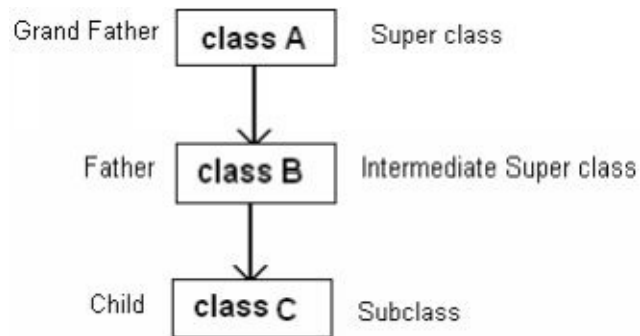 Grand Father class A Super class
Father class B Intermediate Super class
Child class C Subclass